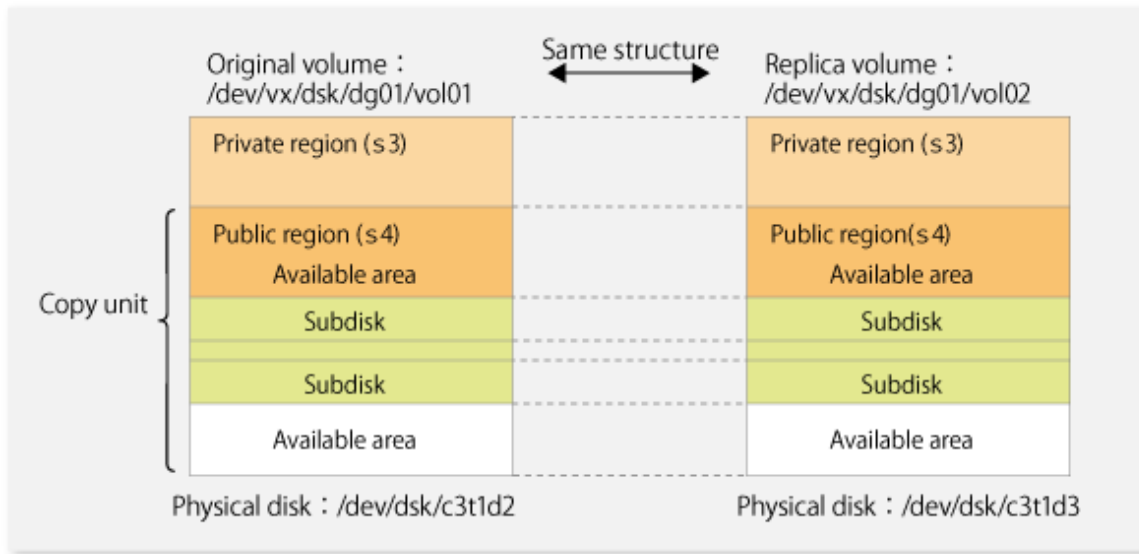 Original volume：
/dev/vx/dsk/dg01/vol01
Same structure
Replica volume：
/dev/vx/dsk/dg01/vol02
Private region (s3)
Private region (s3)
Public region (s4)
Public region(s4)
Available area
Available area
Copy unit
Subdisk
Subdisk
Subdisk
Subdisk
Available area
Available area
Physical disk：/dev/dsk/c3t1d2
Physical disk：/dev/dsk/c3t1d3